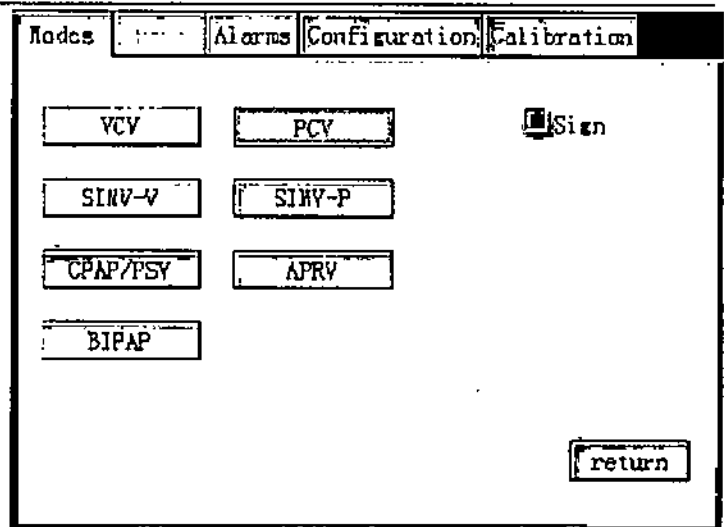 Modes Alarms Configuration Calibration
VCV PCV Sign
SIMV-V SIMV-P
CPAP/PSV APRV
BIPAP
return